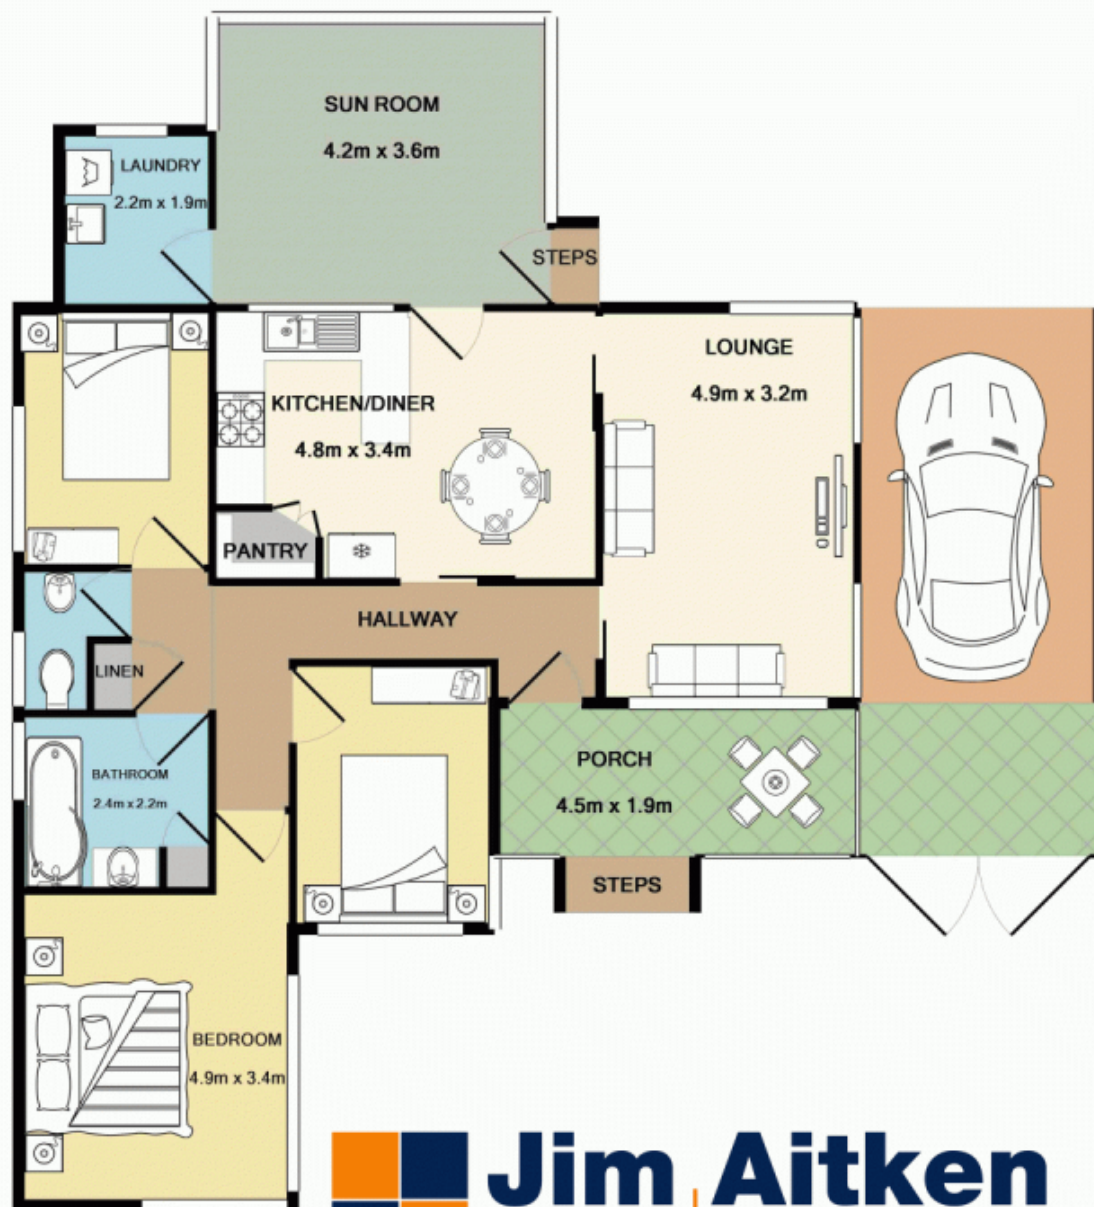 SUN ROOM
4.2m x 3.6m
LAUNDRY
2.2m x 1.9m
STEPS
LOUNGE
4.9m x 3.2m
KITCHEN/DINER
4.8m x 3.4m
PANTRY
HALLWAY
LINEN
BATHROOM
2.4m x 2.2m
PORCH
4.5m x 1.9m
STEPS
BEDROOM
4.9m x 3.4m
Jim Aitken